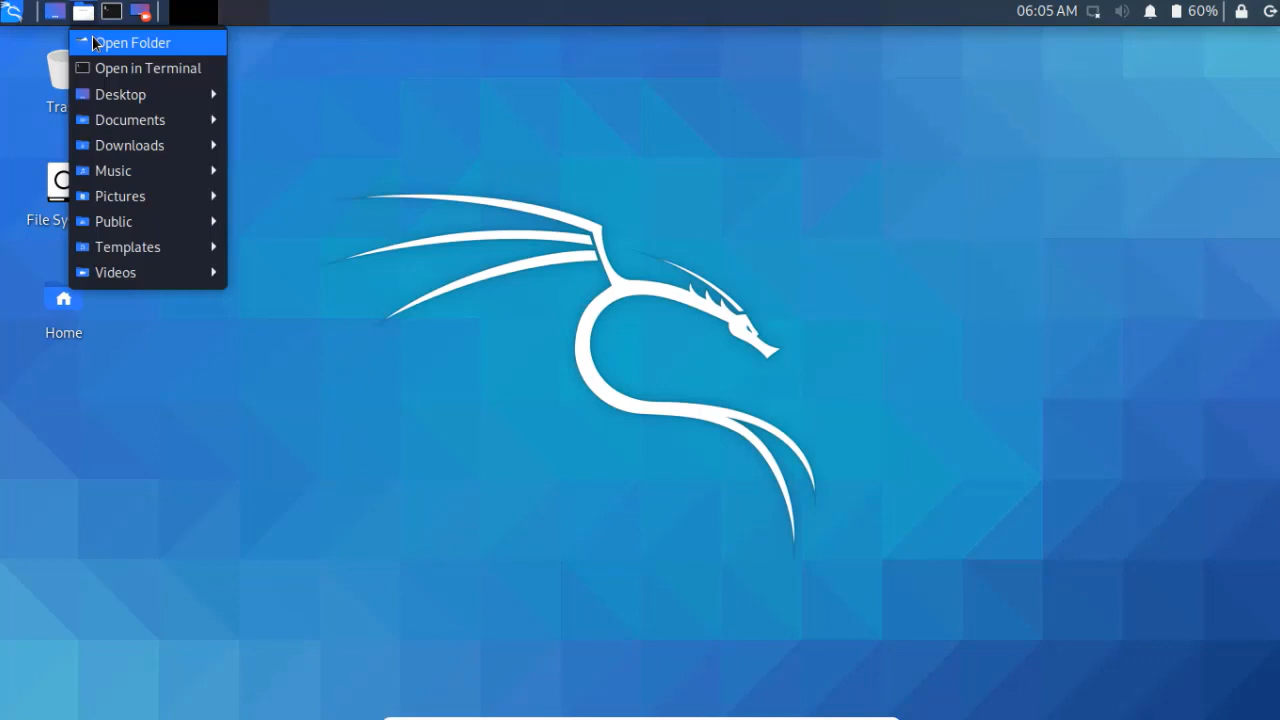 06:05 AM
60%
Open Folder
Open in Terminal
Desktop
Documents
Downloads
Music
Pictures
Public
Templates
Videos
Tra
File Sy
Home